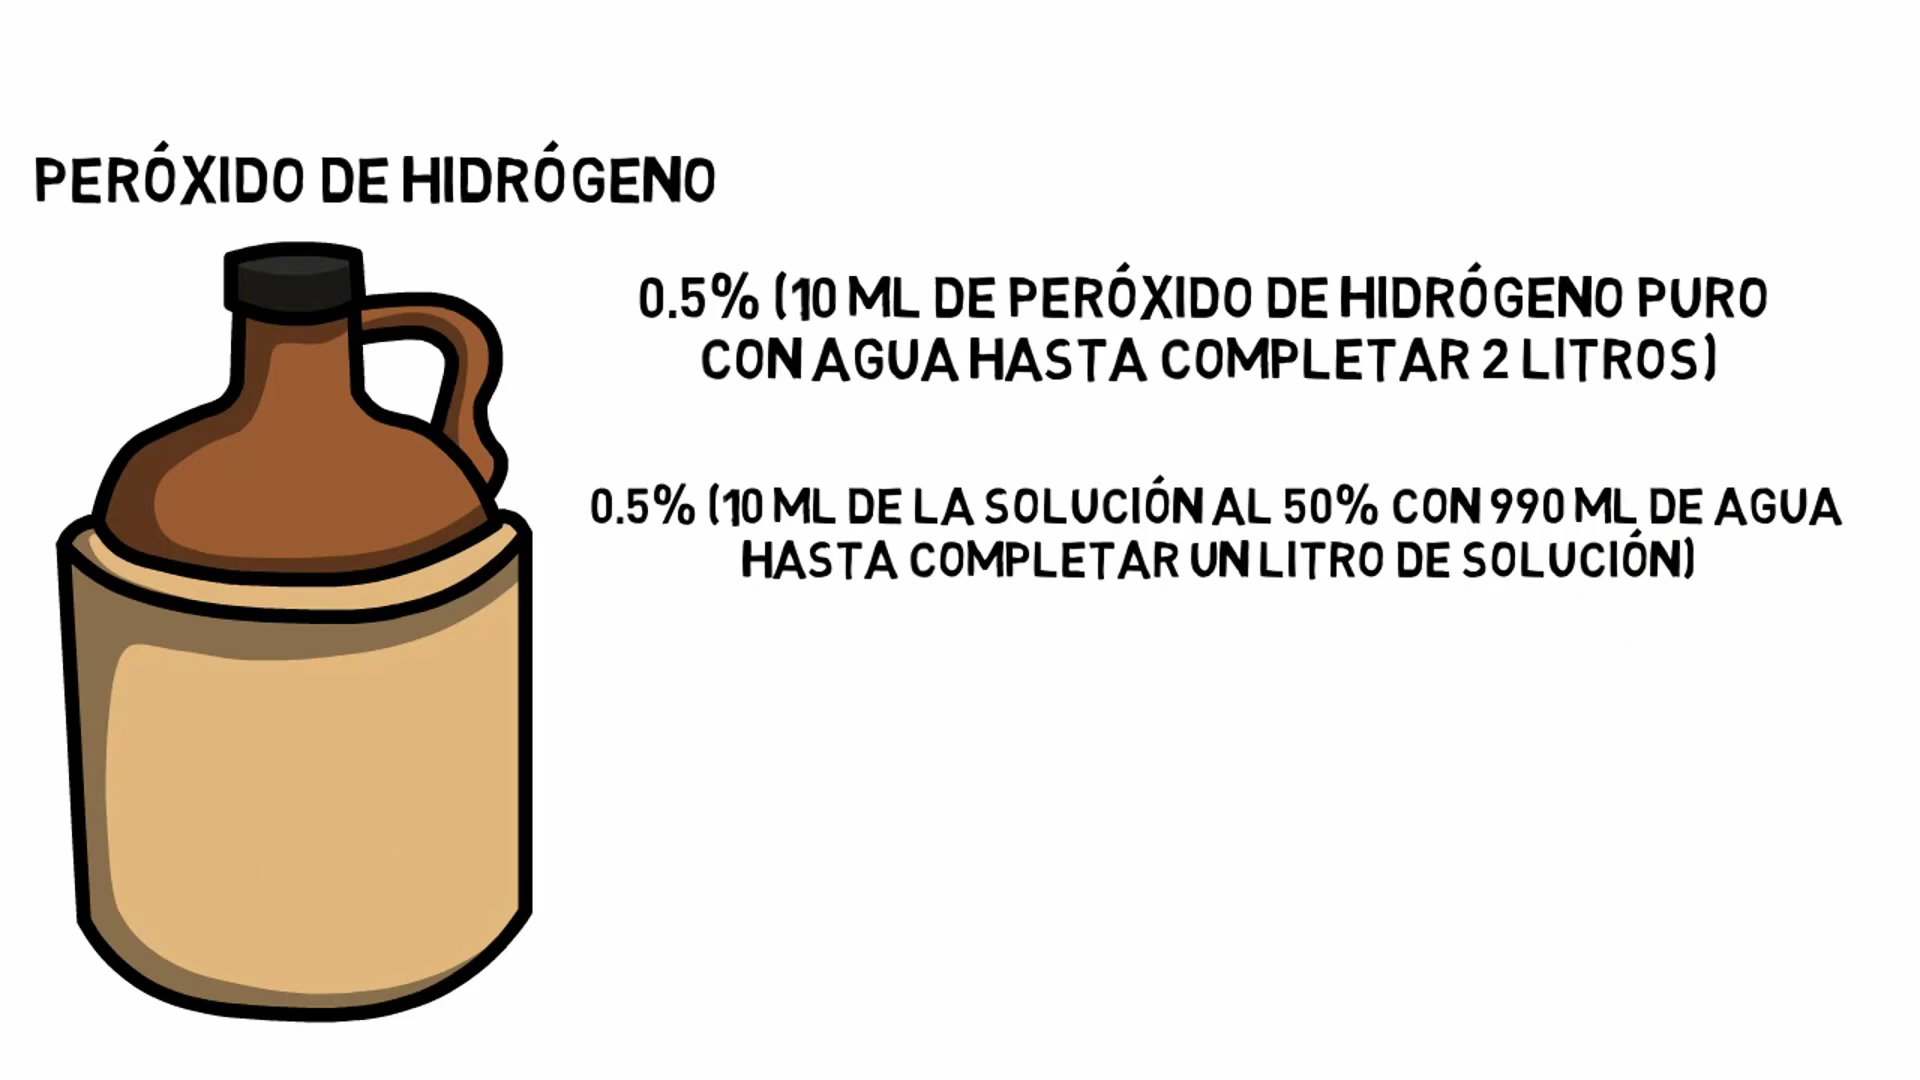 PERÓXIDO DE HIDRÓGENO
0.5% (10 ML DE PERÓXIDO DE HIDRÓGENO PURO
CON AGUA HASTA COMPLETAR 2 LITROS)
0.5% (10 ML DE LA SOLUCIÓN AL 50% CON 990 ML DE AGUA
HASTA COMPLETAR UN LITRO DE SOLUCIÓN)